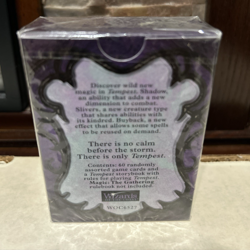 Discover wild new
magic in Tempest. Shadow,
an ability that adds a new
dimension to combat.
Slivers, a new creature type
that shares abilities with
its kindred. Buyback, a new
effect that allows some spells
to be reused on demand.
There is no calm
before the storm.
There is only Tempest.
Contents: 60 randomly
assorted game cards and
a Tempest storybook with
rules for playing Tempest.
Magic: The Gathering
rulebook not included.
Wizards